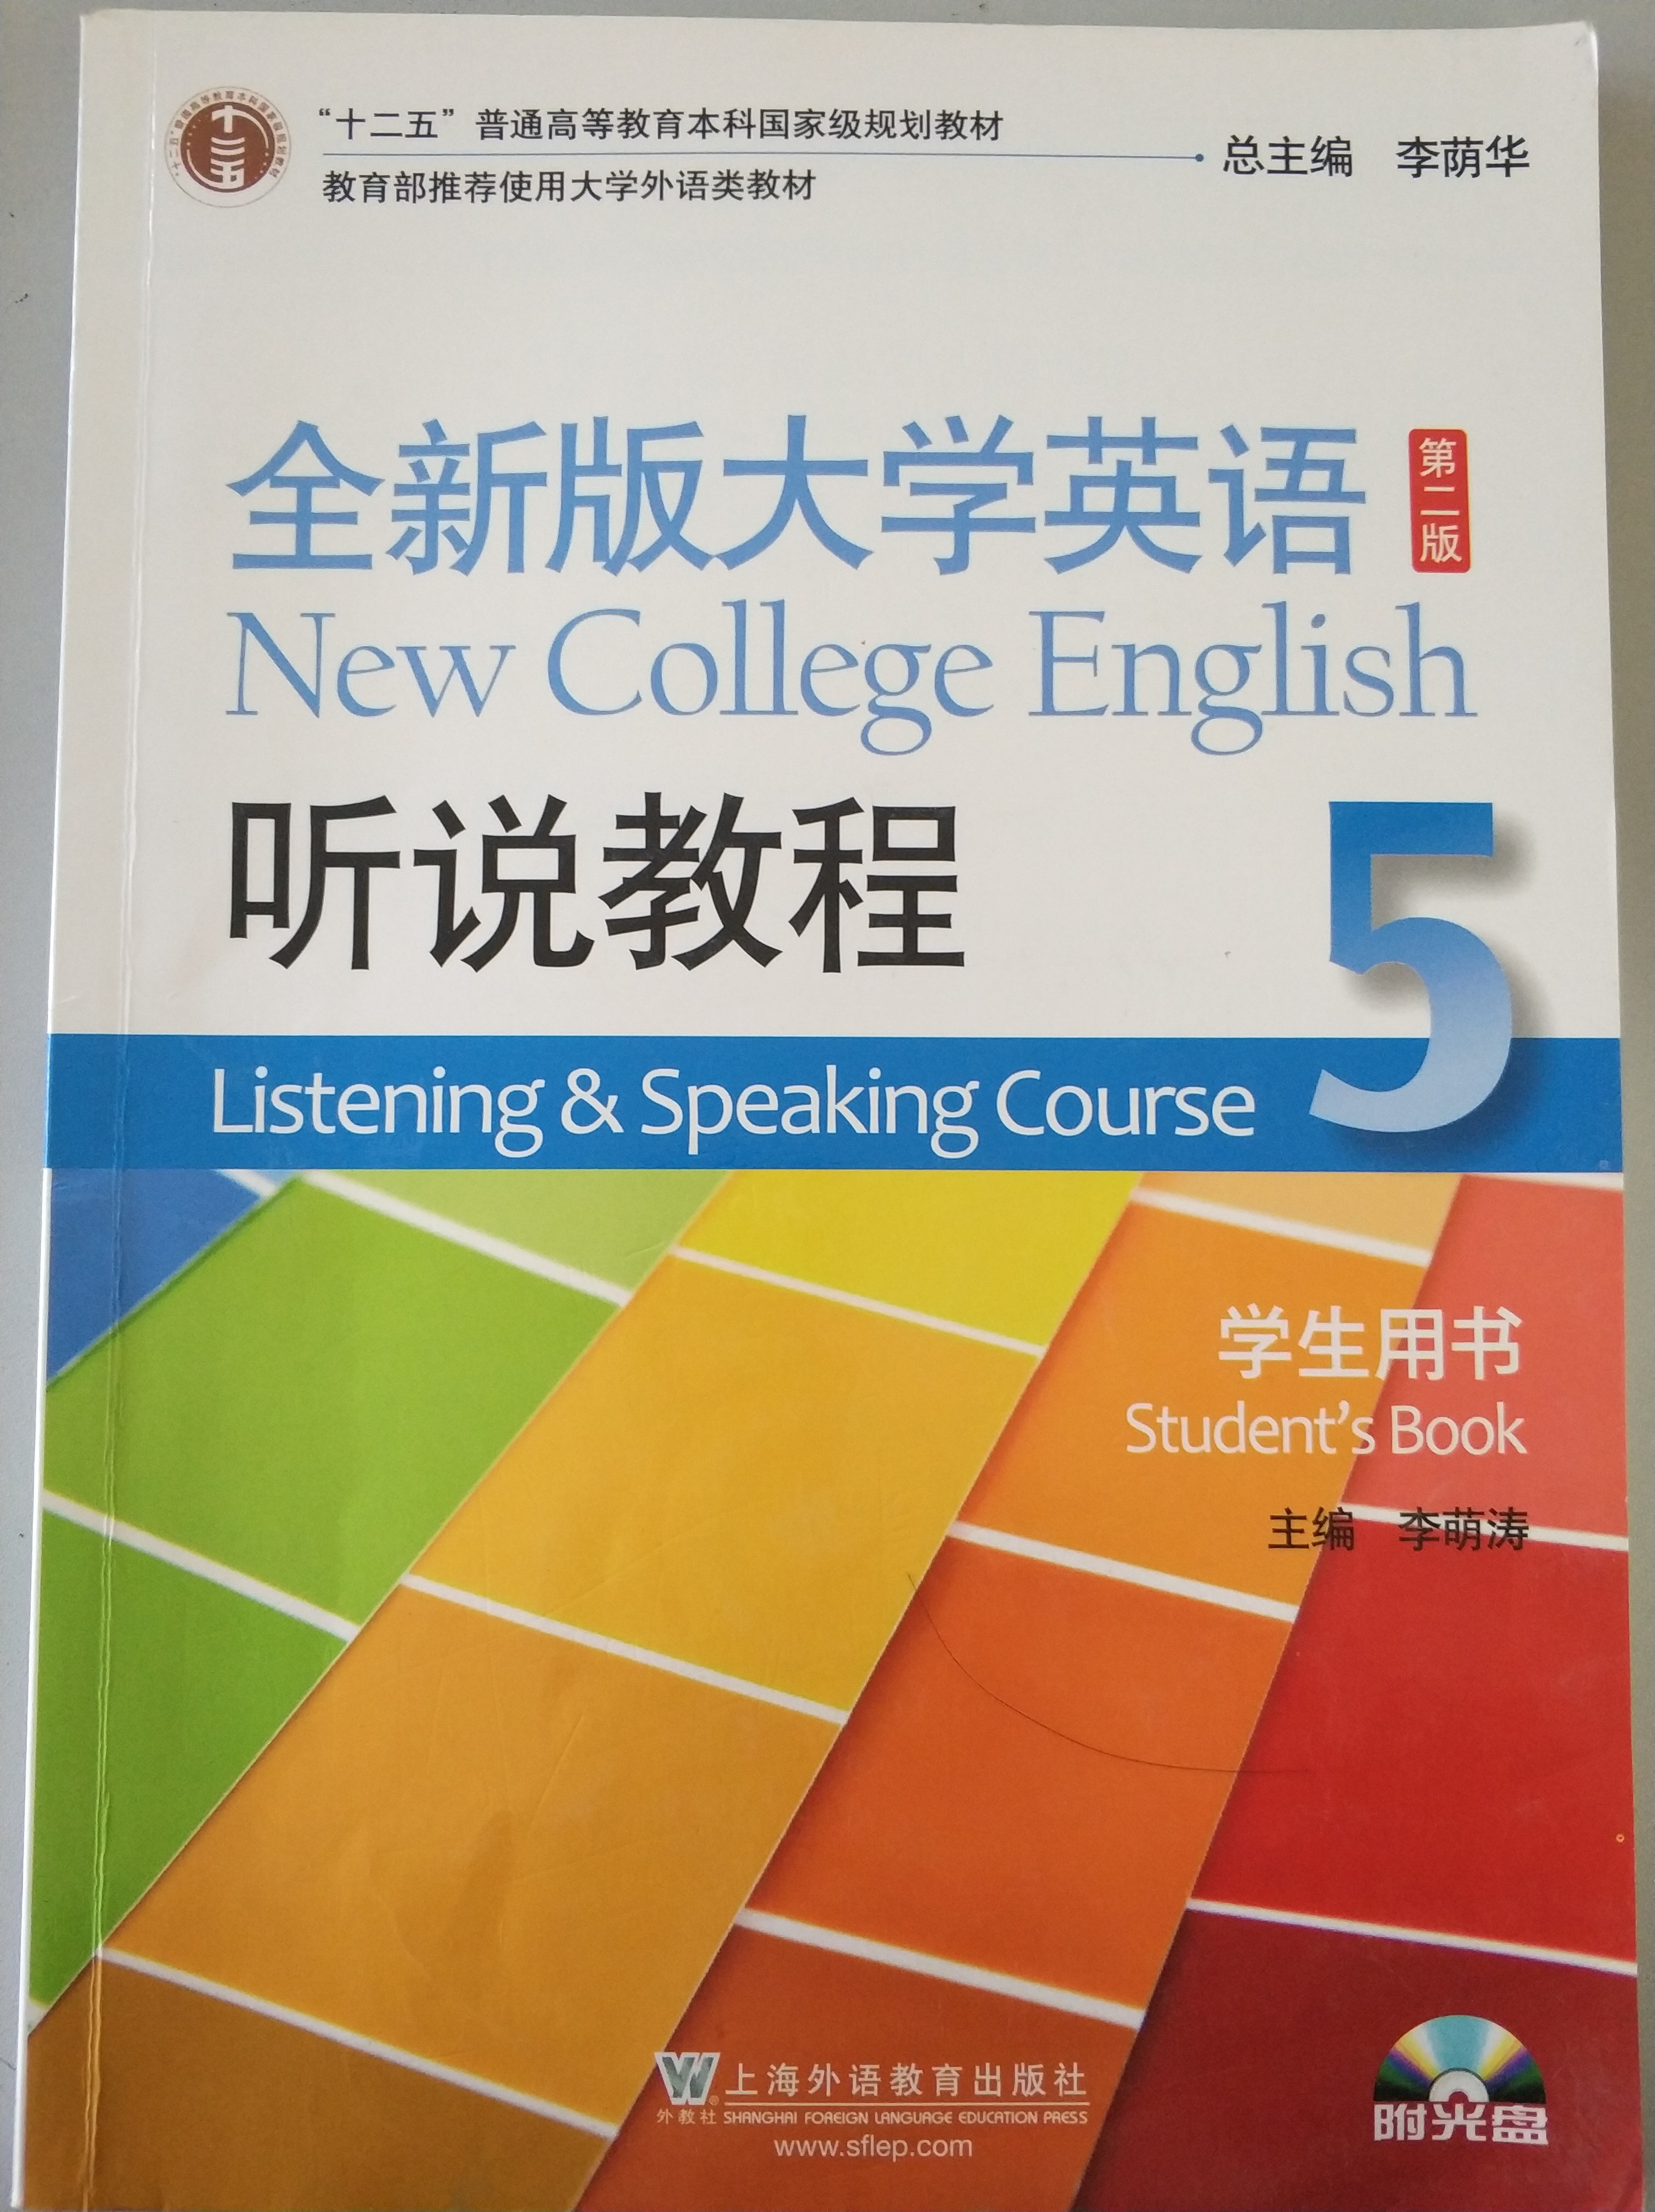 十二五
"十二五"普通高等教育本科国家级规划教材
教育部推荐使用大学外语类教材
总主编 李荫华
全新版大学英语
第二版
New College English
听说教程
5
Listening & Speaking Course
学生用书
Student's Book
主编 李萌涛
W®
上海外语教育出版社
外教社 SHANGHAI FOREIGN LANGUAGE EDUCATION PRESS
www.sflep.com
附光盘